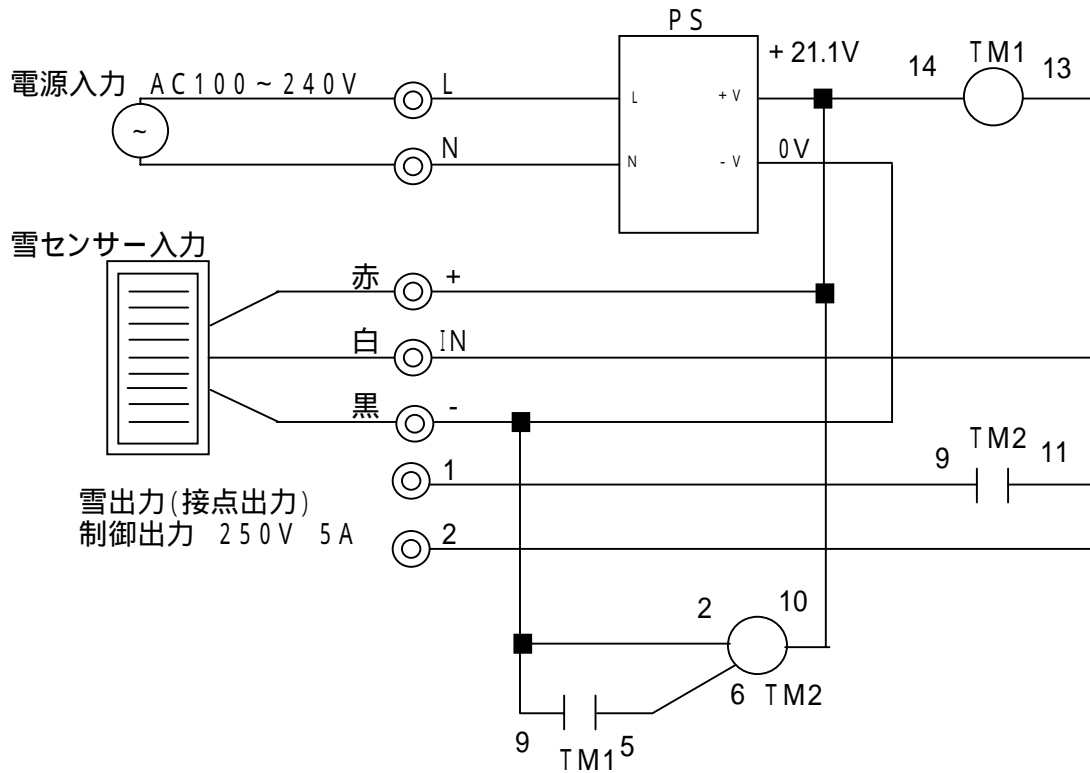 PS
+21.1V
TM1
14
13
電源入力 AC100~240V
L
L
+V
~
N
0V
N
-V
雪センサー入力
赤
+
白
IN
黒
-
TM2
9
11
1
雪出力(接点出力)
制御出力 250V 5A
2
2
10
6
TM2
9
TM1
5